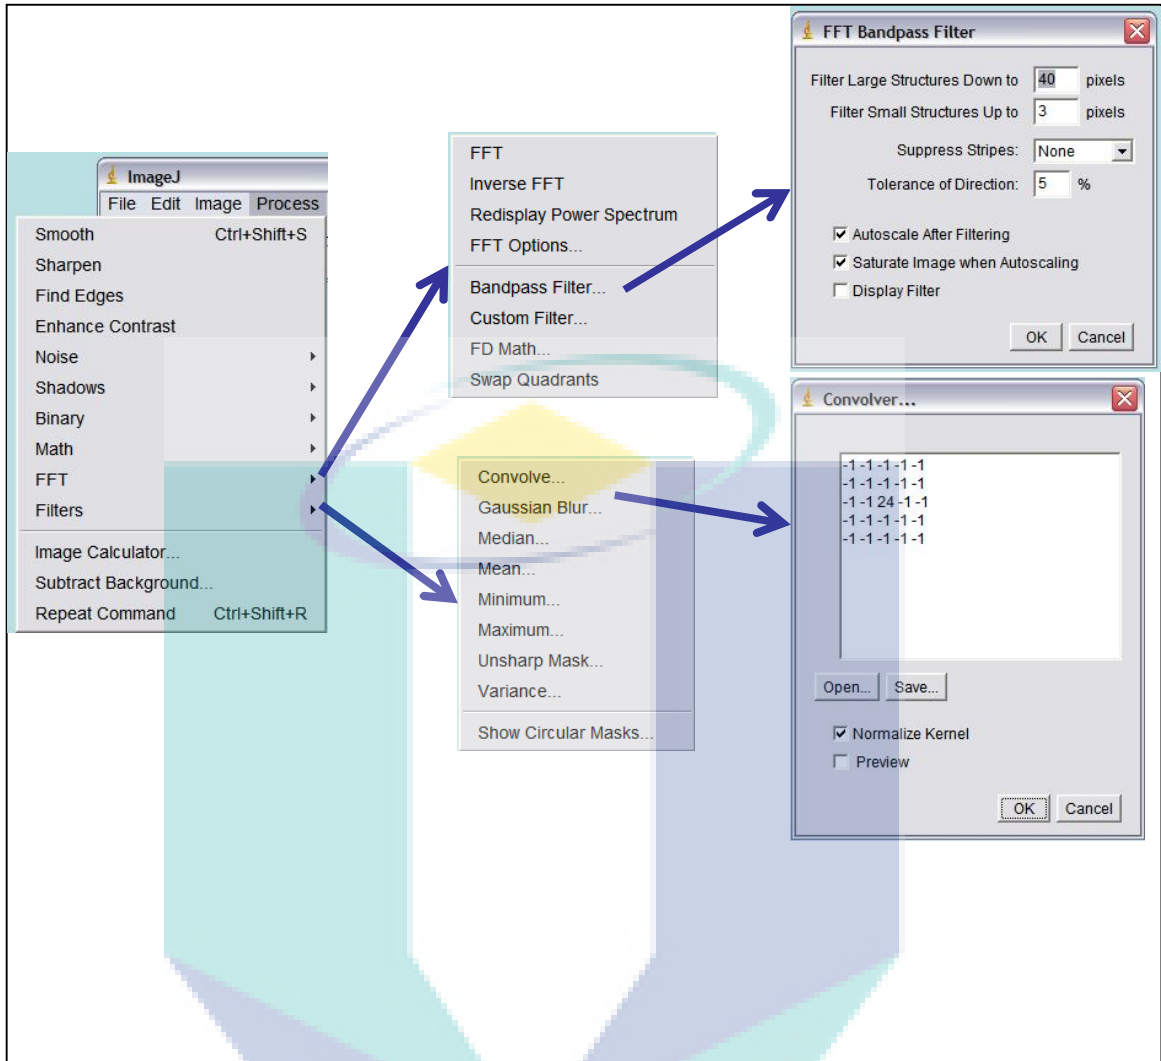 ImageJ
File Edit Image Process
Smooth Ctrl+Shift+S
Sharpen
Find Edges
Enhance Contrast
Noise
Shadows
Binary
Math
FFT
Filters
Image Calculator...
Subtract Background...
Repeat Command Ctrl+Shift+R
FFT
Inverse FFT
Redisplay Power Spectrum
FFT Options...
Bandpass Filter...
Custom Filter...
FD Math...
Swap Quadrants
Convolve...
Gaussian Blur...
Median...
Mean...
Minimum...
Maximum...
Unsharp Mask...
Variance...
Show Circular Masks...
FFT Bandpass Filter
Filter Large Structures Down to 40 pixels
Filter Small Structures Up to 3 pixels
Suppress Stripes: None
Tolerance of Direction: 5 %
Autoscale After Filtering
Saturate Image when Autoscaling
Display Filter
OK Cancel
Convolver...
-1 -1 -1 -1 -1
-1 -1 -1 -1 -1
-1 -1 24 -1 -1
-1 -1 -1 -1 -1
-1 -1 -1 -1 -1
Open... Save...
Normalize Kernel
Preview
OK Cancel